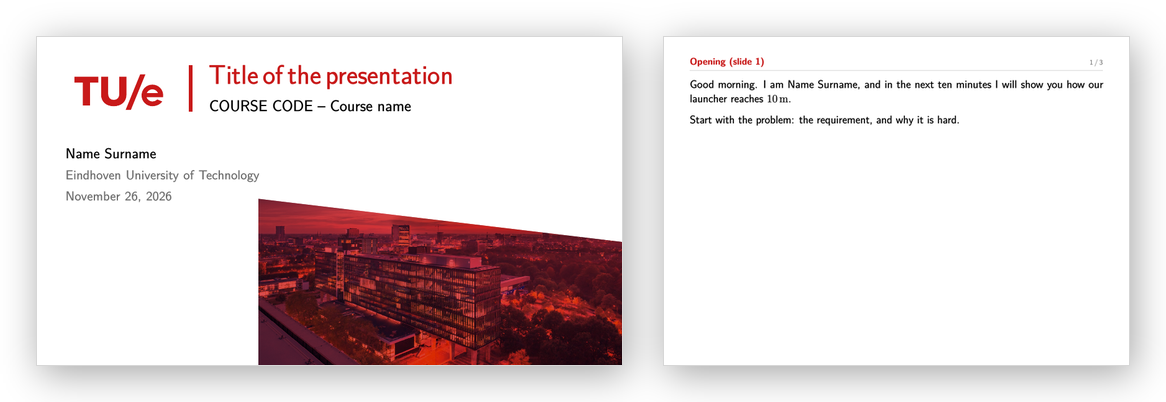 TU/e
Title of the presentation
COURSE CODE – Course name
Name Surname
Eindhoven University of Technology
November 26, 2026
Opening (slide 1)
1 / 3
Good morning. I am Name Surname, and in the next ten minutes I will show you how our
launcher reaches 10 m.
Start with the problem: the requirement, and why it is hard.